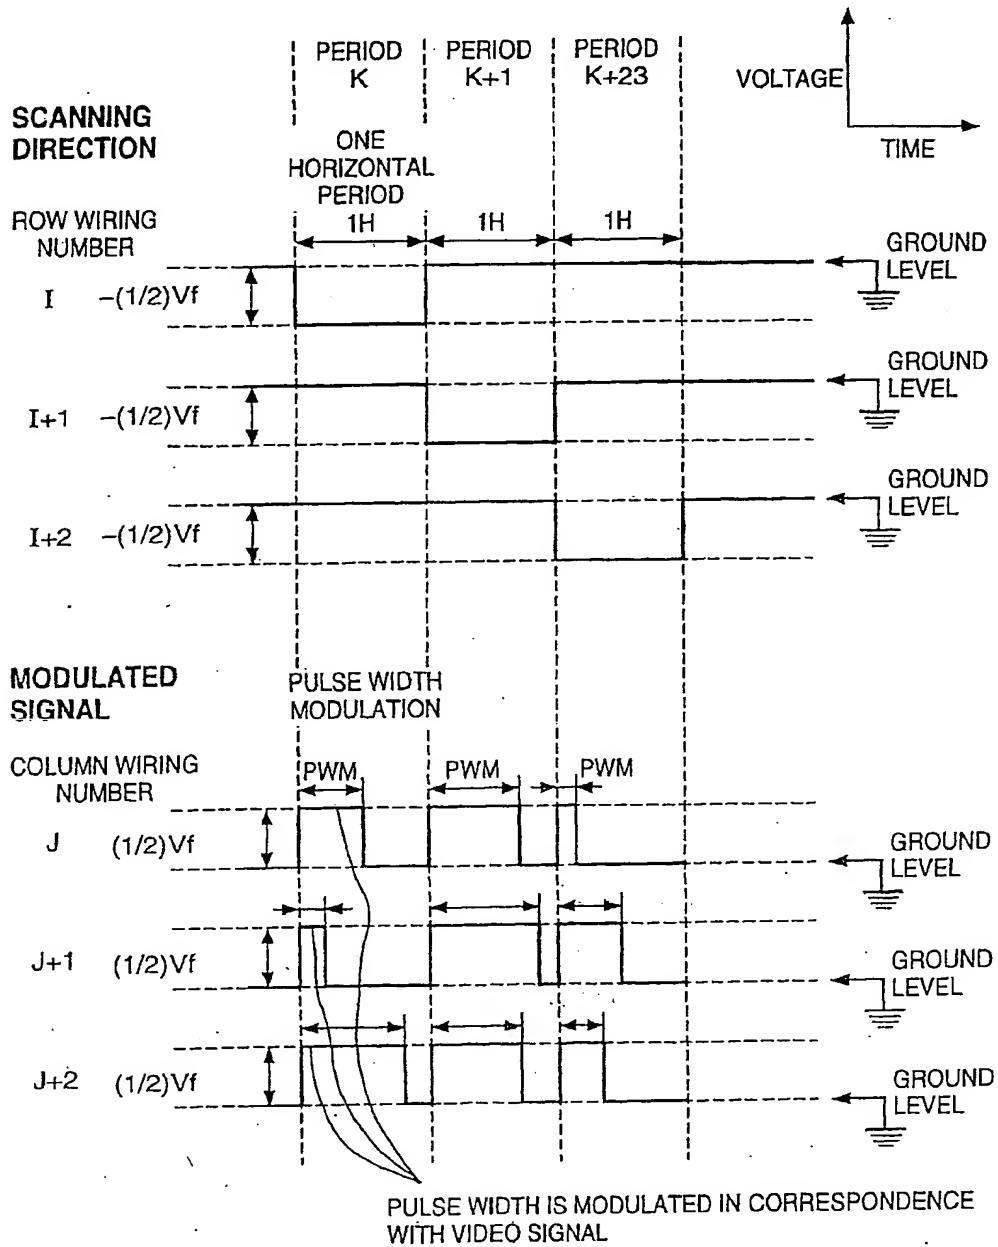 PERIOD
K
PERIOD
K+1
PERIOD
K+23
VOLTAGE
TIME
SCANNING
DIRECTION
ONE
HORIZONTAL
PERIOD
ROW WIRING
NUMBER
1H
1H
1H
I
-(1/2)Vf
GROUND
LEVEL
I+1
-(1/2)Vf
GROUND
LEVEL
I+2
-(1/2)Vf
GROUND
LEVEL
MODULATED
SIGNAL
PULSE WIDTH
MODULATION
COLUMN WIRING
NUMBER
PWM
PWM
PWM
J
(1/2)Vf
GROUND
LEVEL
J+1
(1/2)Vf
GROUND
LEVEL
J+2
(1/2)Vf
GROUND
LEVEL
PULSE WIDTH IS MODULATED IN CORRESPONDENCE
WITH VIDEO SIGNAL